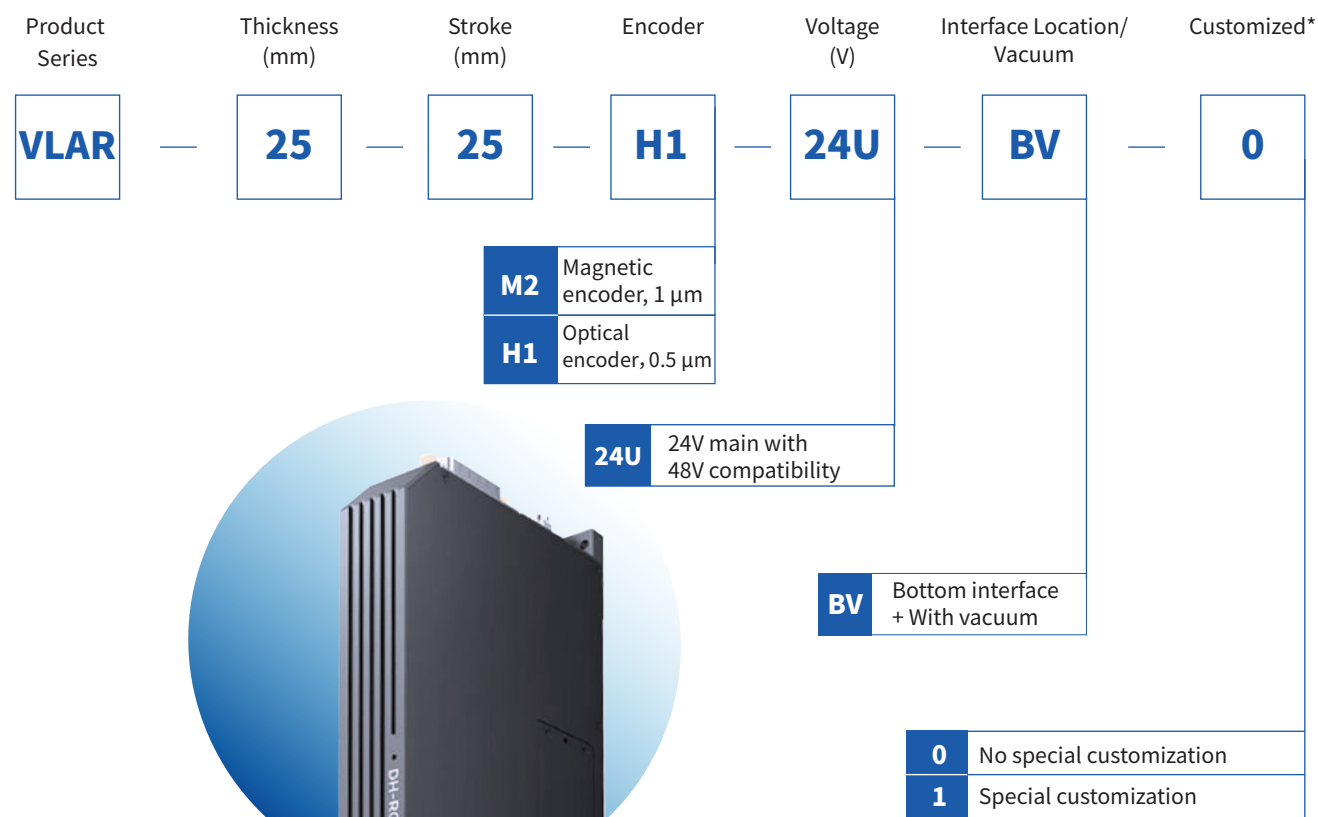 Product
Series
Thickness
(mm)
Stroke
(mm)
Encoder
Voltage
(V)
Interface Location/
Vacuum
Customized*
VLAR — 25 — 25 — H1 — 24U — BV — 0
M2 Magnetic
encoder, 1 μm
H1 Optical
encoder, 0.5 μm
24U 24V main with
48V compatibility
BV Bottom interface
+ With vacuum
0 No special customization
1 Special customization